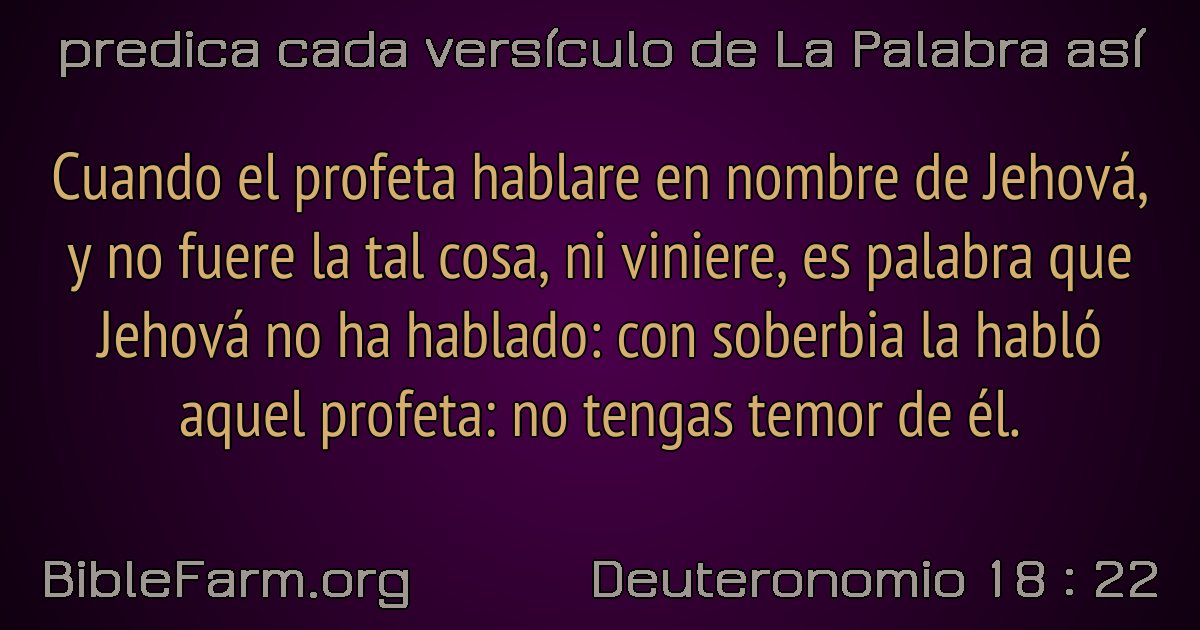 predica cada versículo de La Palabra así
Cuando el profeta hablare en nombre de Jehová,
y no fuere la tal cosa, ni viniere, es palabra que
Jehová no ha hablado: con soberbia la habló
aquel profeta: no tengas temor de él.
BibleFarm.org
Deuteronomio 18 : 22